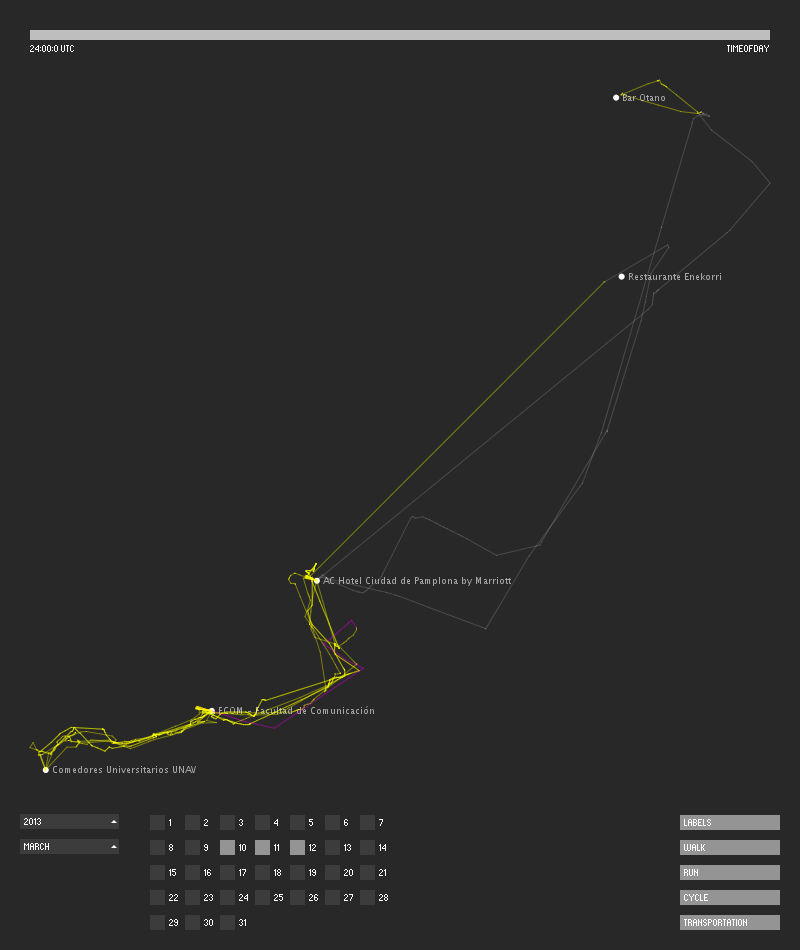 24:00:0 UTC TIMEOFDAY
Bar Otano
Restaurante Enekorri
AC Hotel Ciudad de Pamplona by Marriott
FCOM - Facultad de Comunicación
Comedores Universitarios UNAV
2013 1 2 3 4 5 6 7 LABELS
MARCH 8 9 10 11 12 13 14 WALK
15 16 17 18 19 20 21 RUN
22 23 24 25 26 27 28 CYCLE
29 30 31 TRANSPORTATION